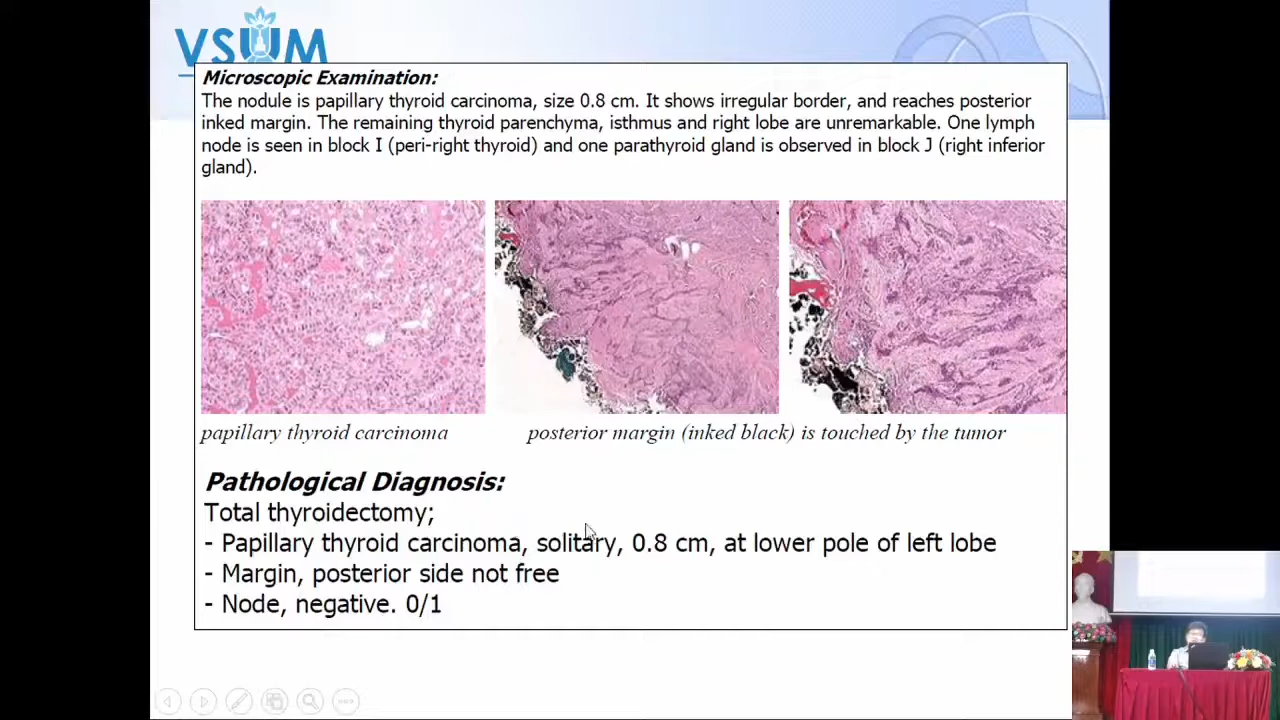 VSUM
Microscopic Examination:
The nodule is papillary thyroid carcinoma, size 0.8 cm. It shows irregular border, and reaches posterior
inked margin. The remaining thyroid parenchyma, isthmus and right lobe are unremarkable. One lymph
node is seen in block I (peri-right thyroid) and one parathyroid gland is observed in block J (right inferior
gland).
papillary thyroid carcinoma
posterior margin (inked black) is touched by the tumor
Pathological Diagnosis:
Total thyroidectomy;
- Papillary thyroid carcinoma, solitary, 0.8 cm, at lower pole of left lobe
- Margin, posterior side not free
- Node, negative. 0/1